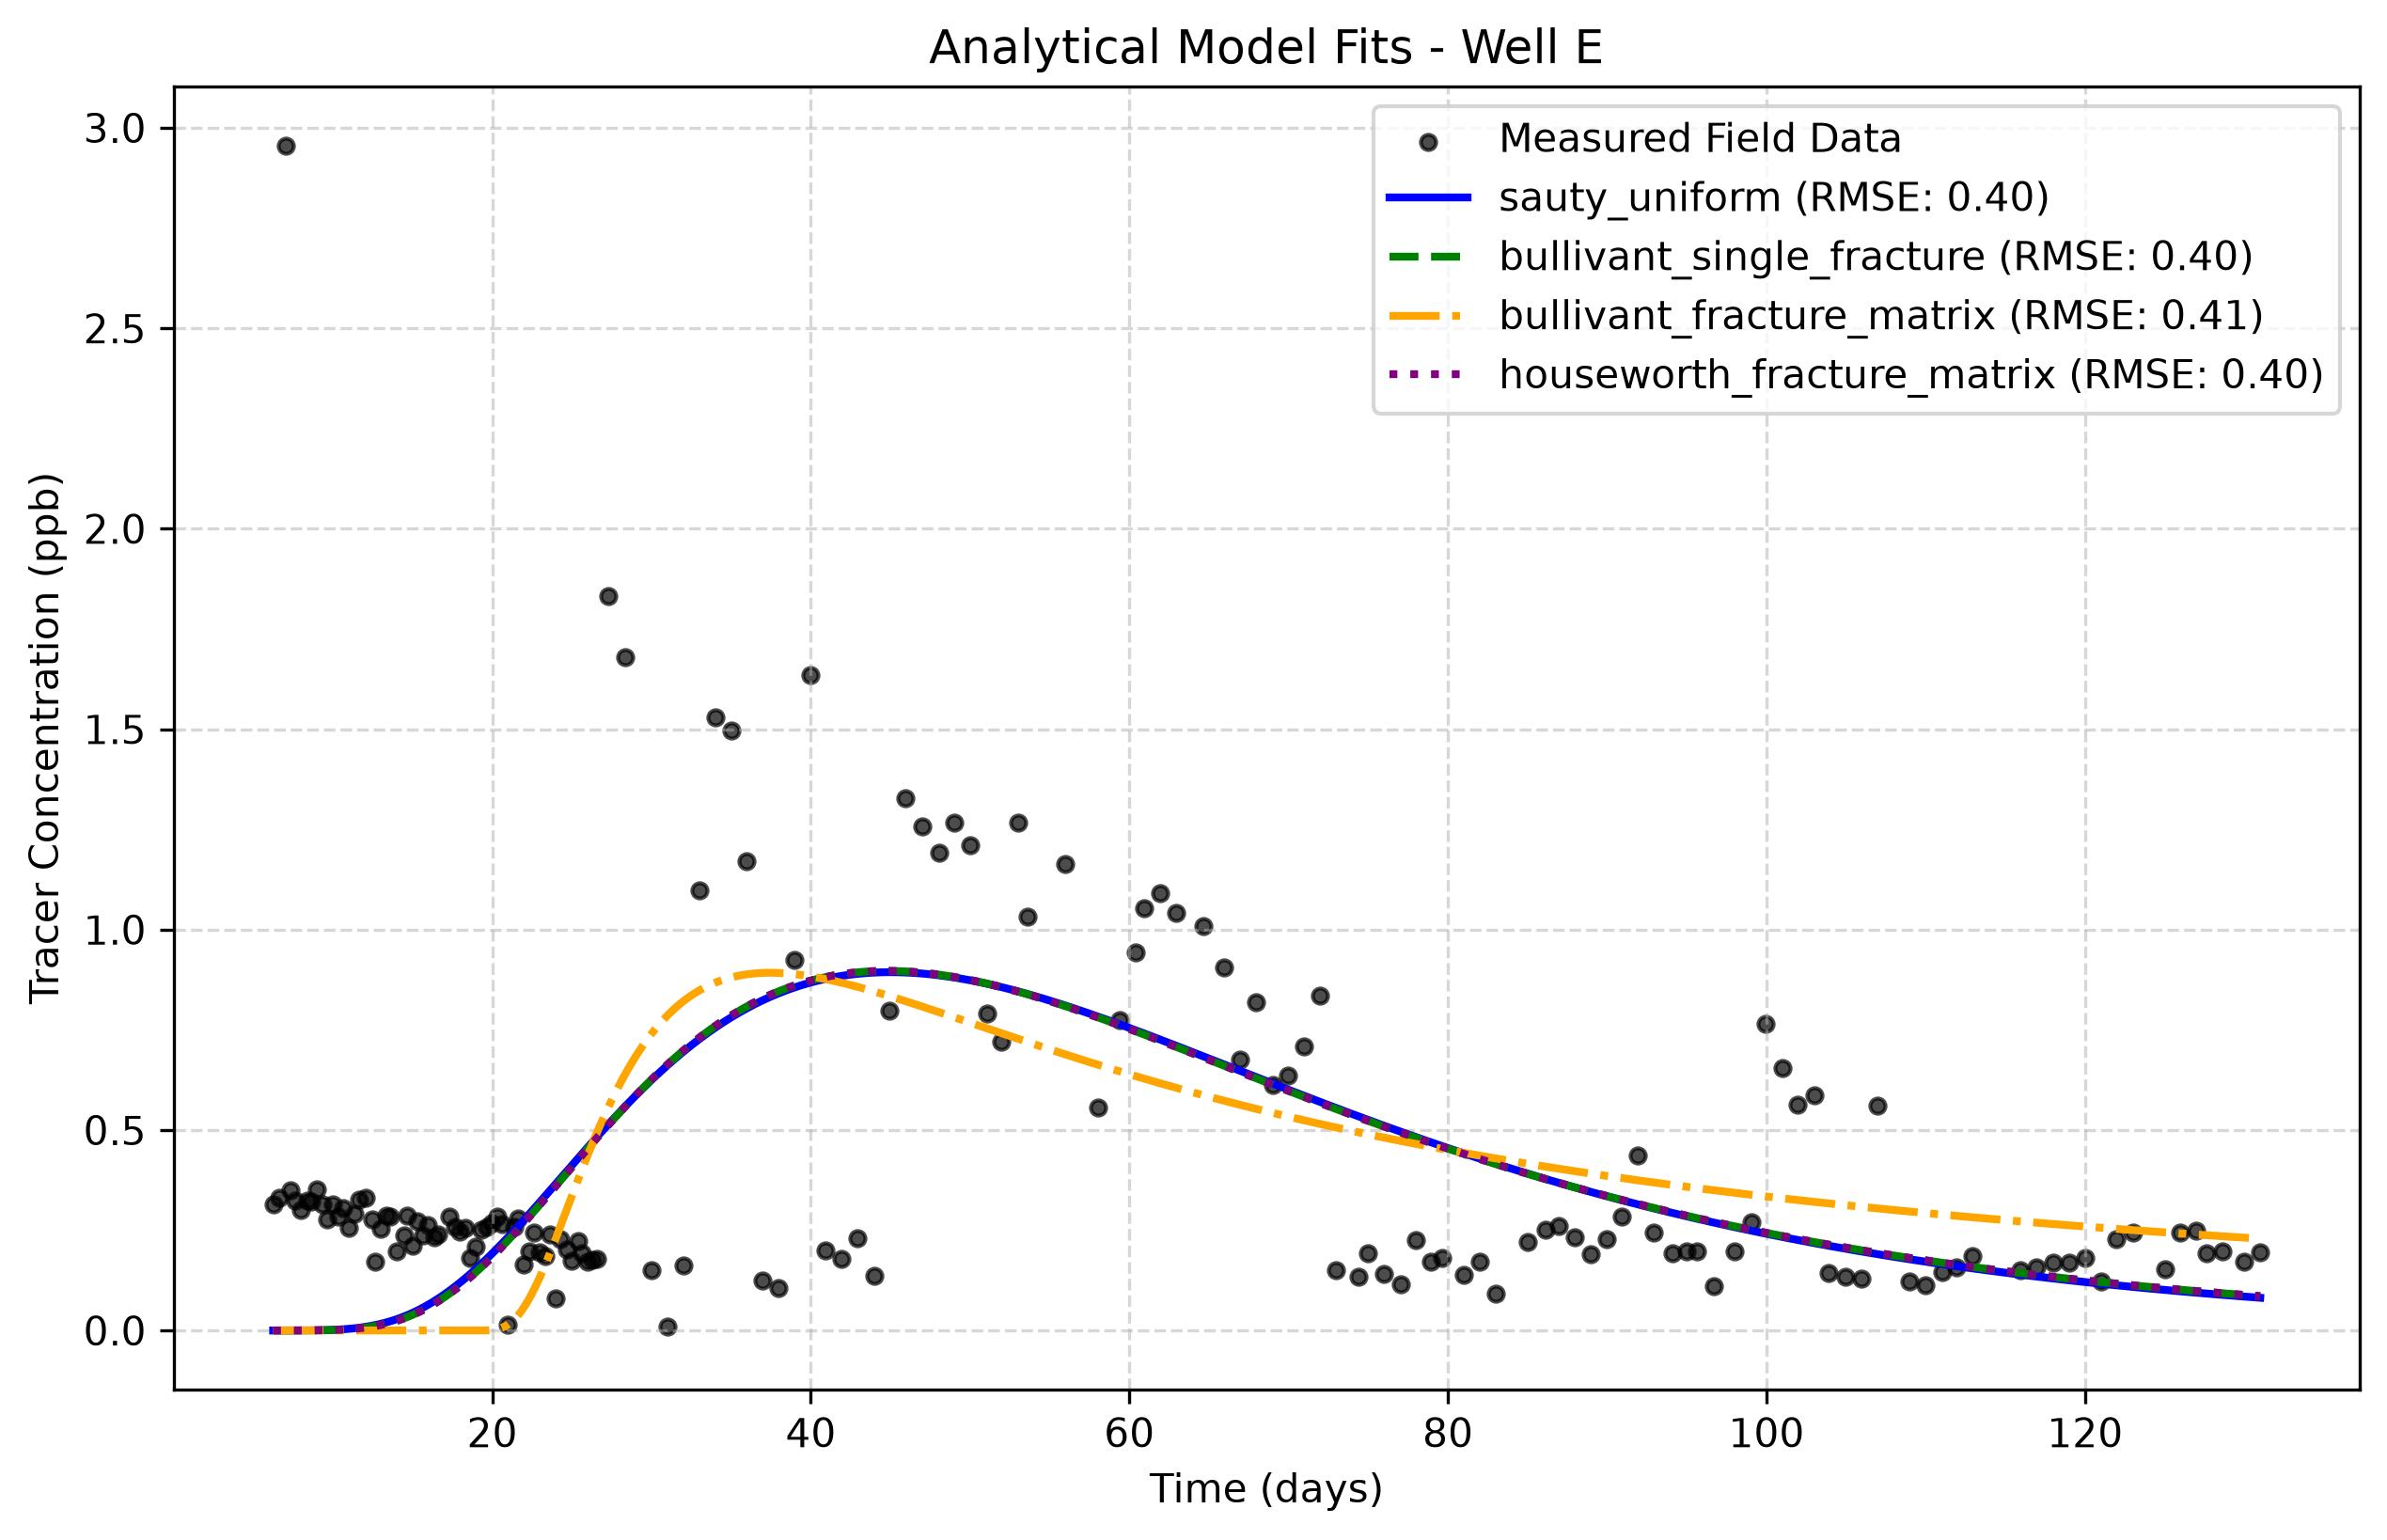 Analytical Model Fits - Well E
Measured Field Data
sauty_uniform (RMSE: 0.40)
bullivant_single_fracture (RMSE: 0.40)
bullivant_fracture_matrix (RMSE: 0.41)
houseworth_fracture_matrix (RMSE: 0.40)
Tracer Concentration (ppb)
3.0
2.5
2.0
1.5
1.0
0.5
0.0
20 40 60 80 100 120
Time (days)